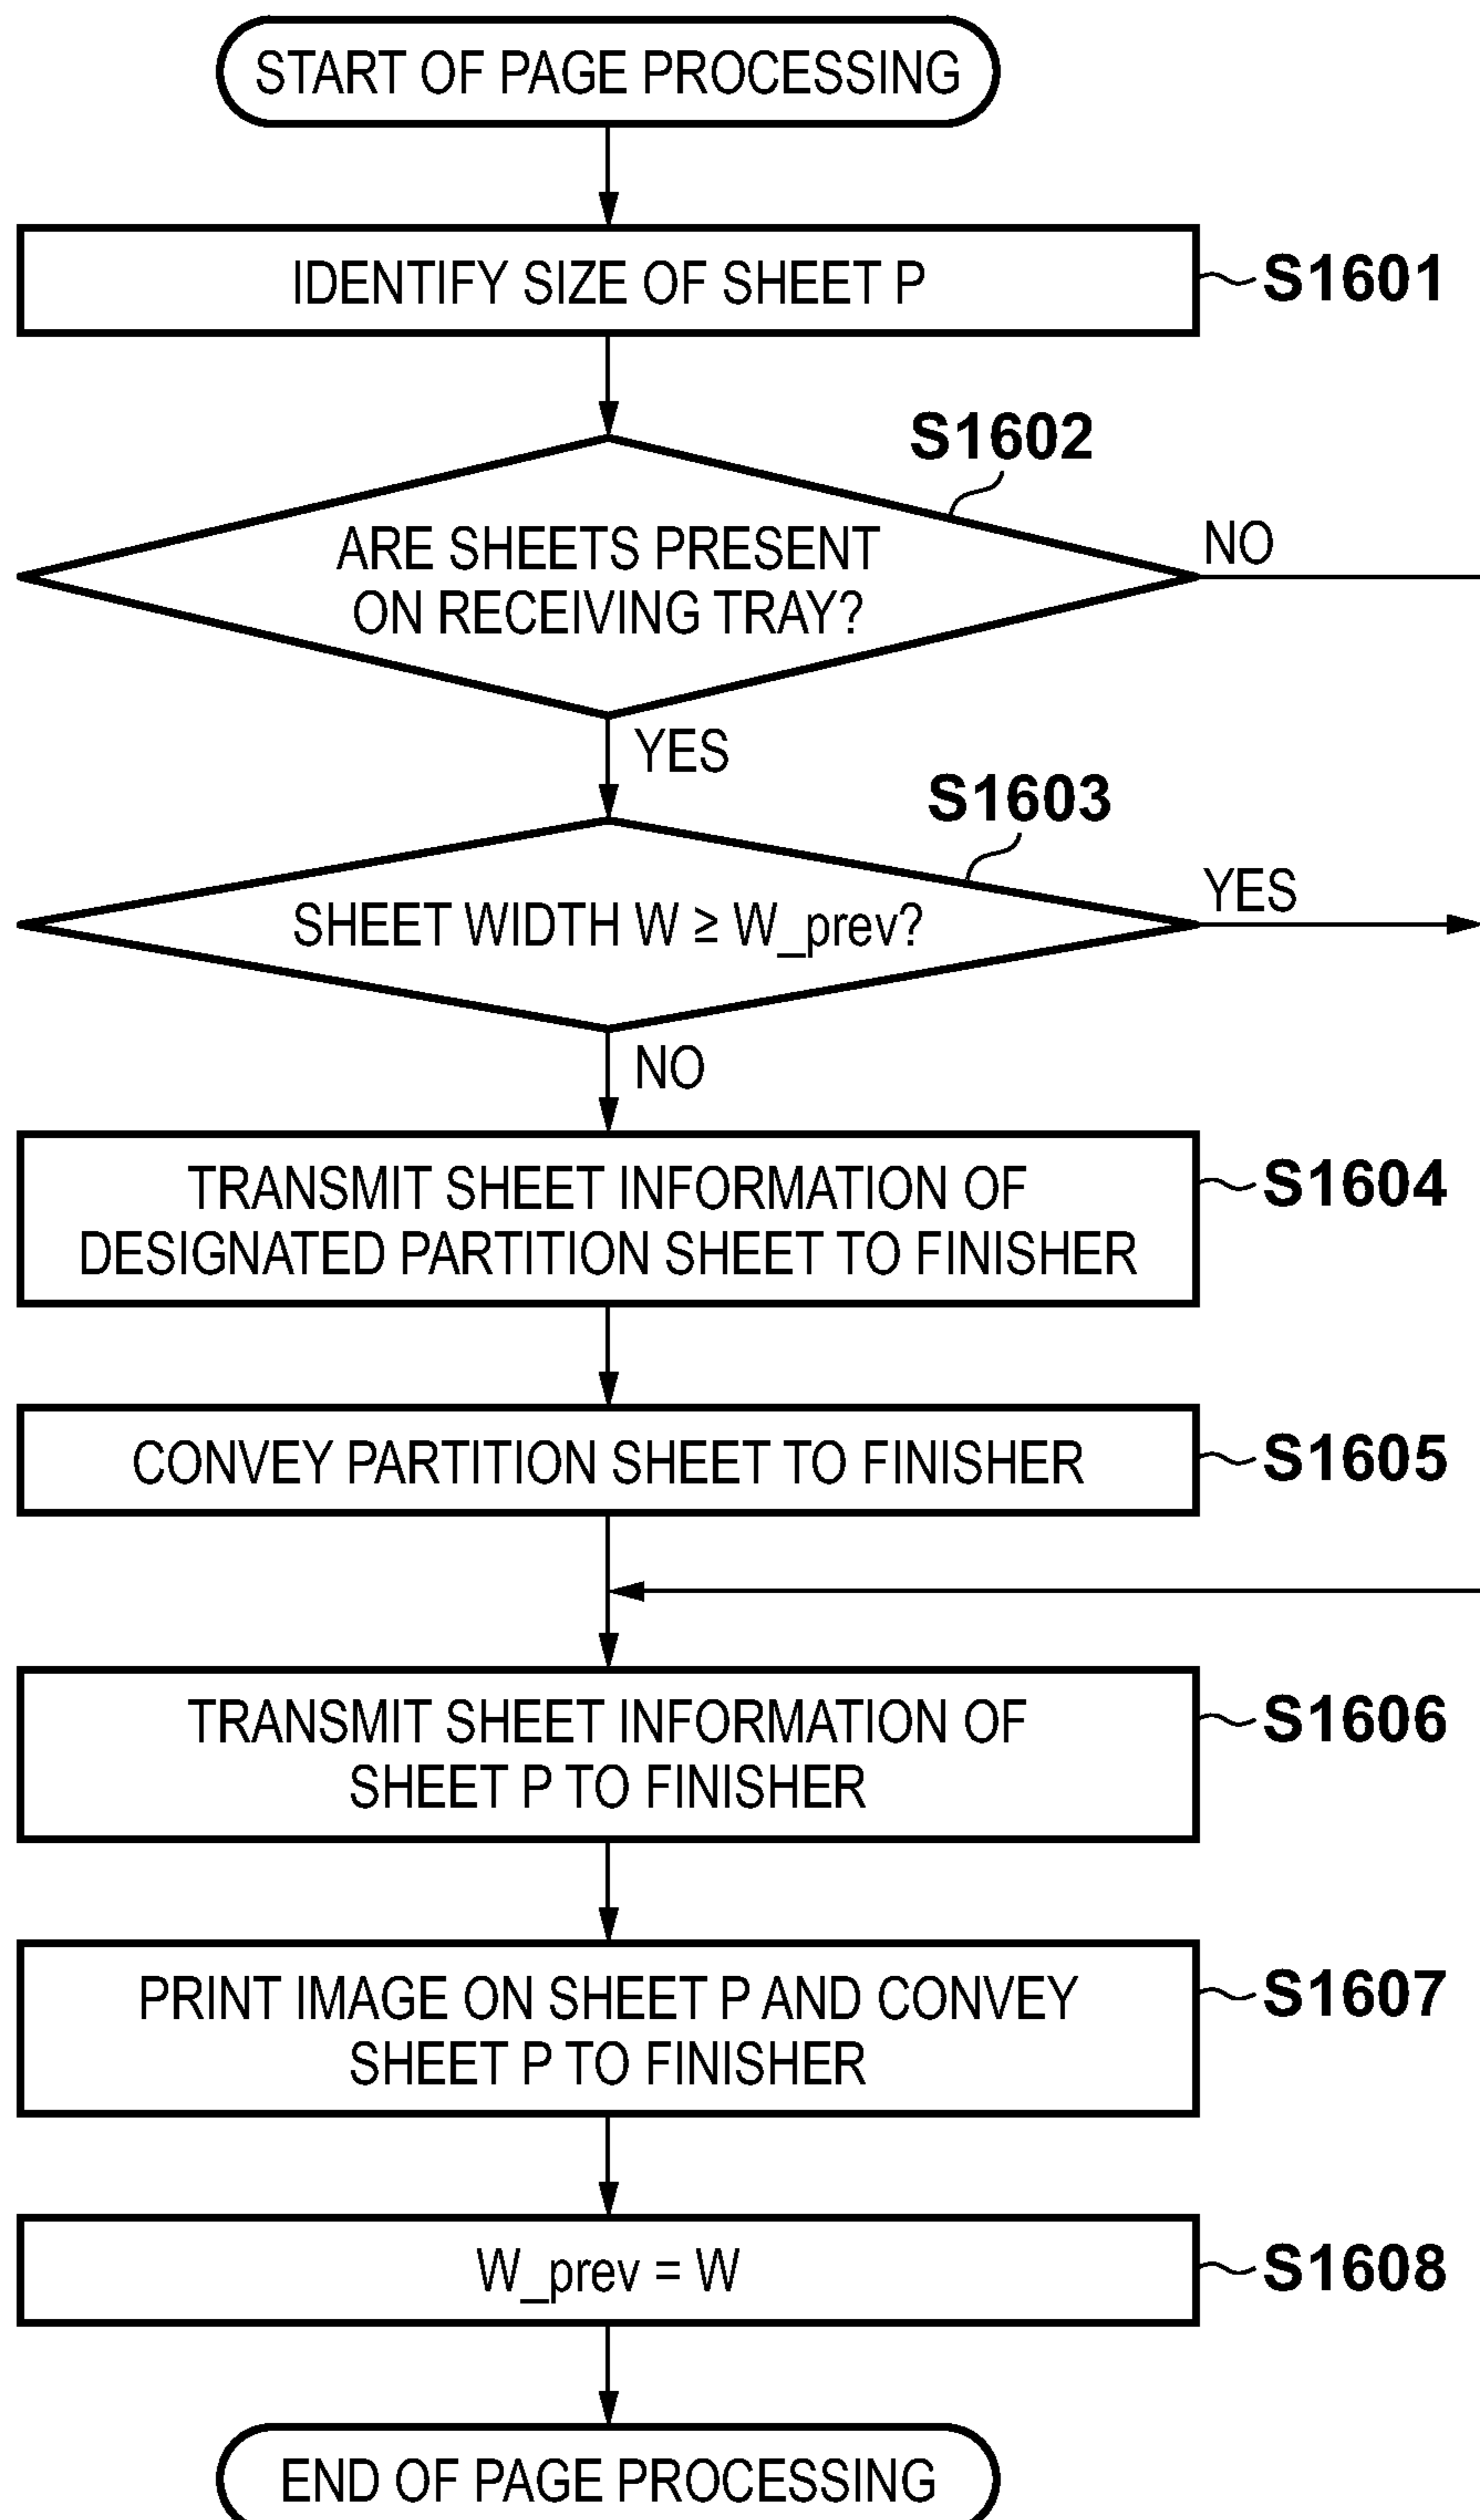 START OF PAGE PROCESSING
IDENTIFY SIZE OF SHEET P
S1601
S1602
ARE SHEETS PRESENT
ON RECEIVING TRAY?
NO
YES
S1603
SHEET WIDTH W ≥ W_prev?
YES
NO
TRANSMIT SHEET INFORMATION OF
DESIGNATED PARTITION SHEET TO FINISHER
S1604
CONVEY PARTITION SHEET TO FINISHER
S1605
TRANSMIT SHEET INFORMATION OF
SHEET P TO FINISHER
S1606
PRINT IMAGE ON SHEET P AND CONVEY
SHEET P TO FINISHER
S1607
W_prev = W
S1608
END OF PAGE PROCESSING